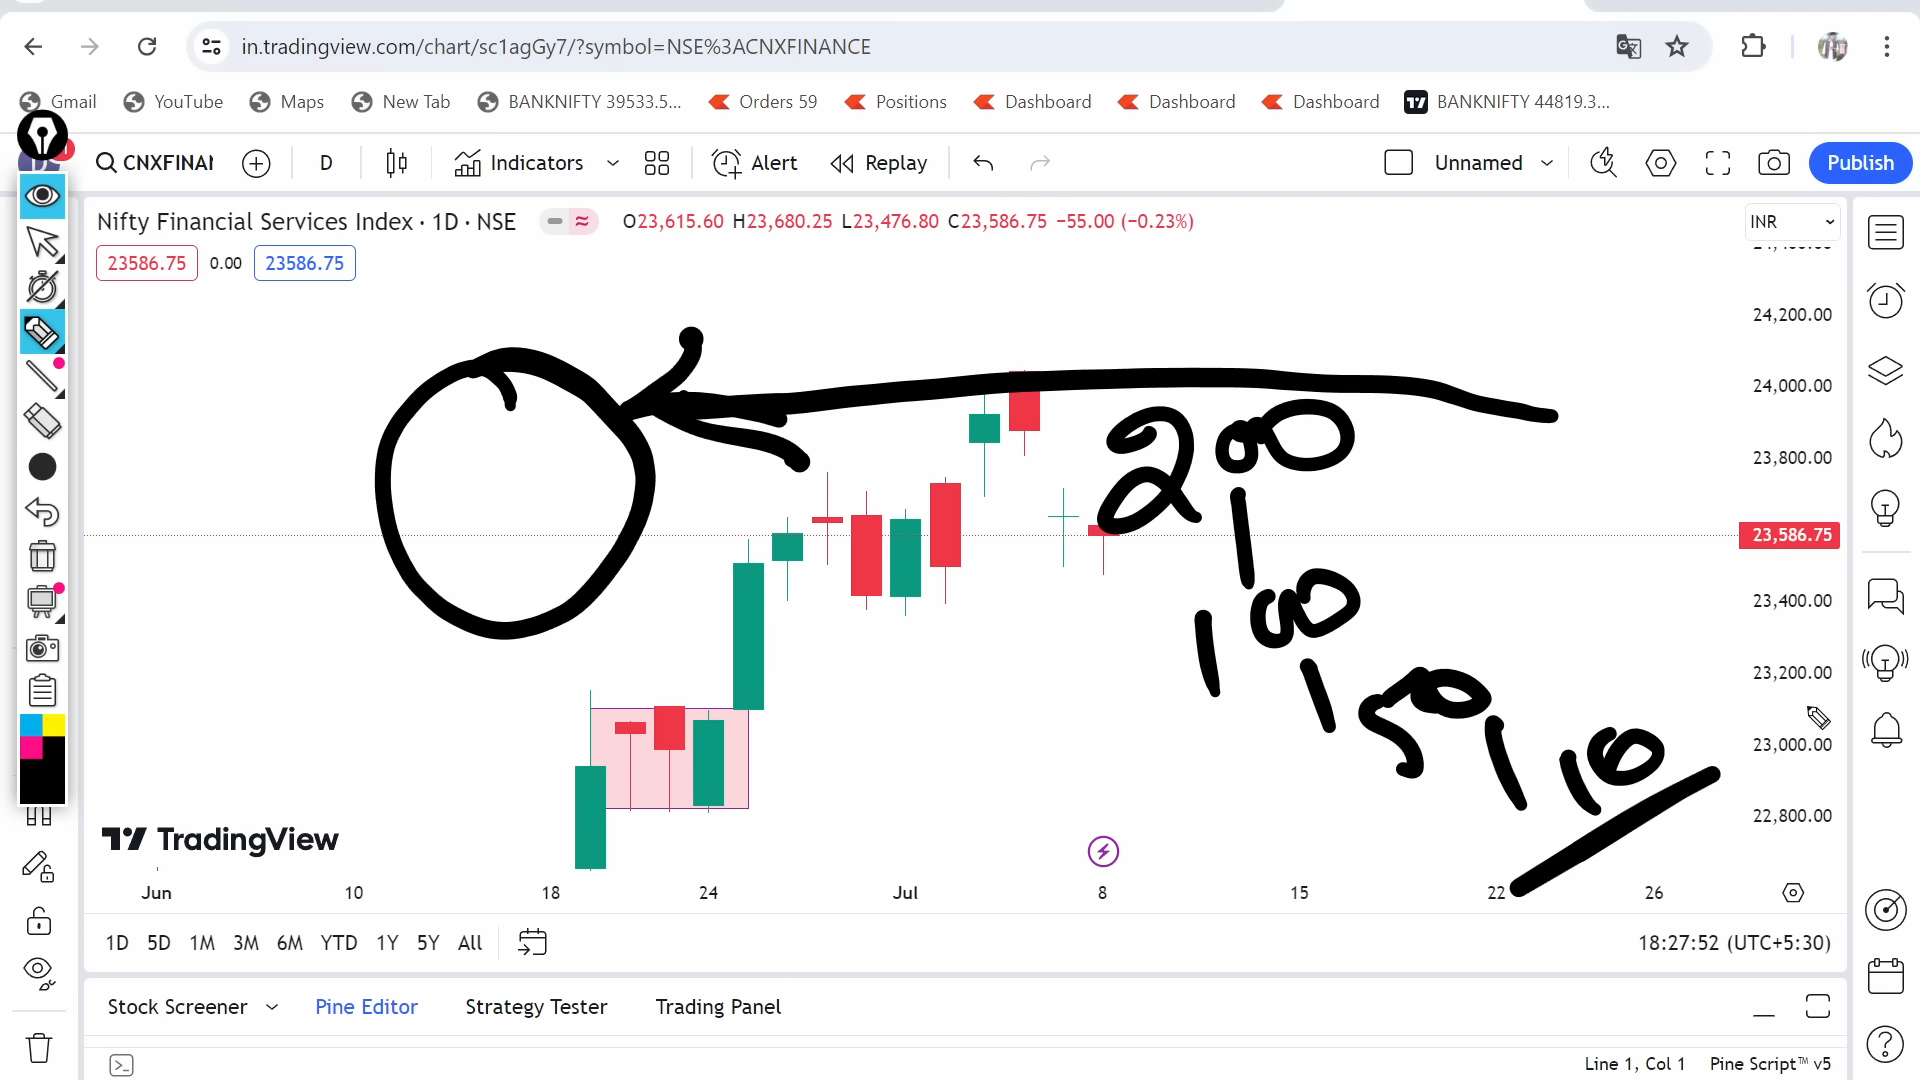 in.tradingview.com/chart/sc1agGy7/?symbol=NSE%3ACNXFINANCE
Gmail YouTube Maps New Tab BANKNIFTY 39533.5... Orders 59 Positions Dashboard Dashboard Dashboard BANKNIFTY 44819.3...
CNXFINAN D Indicators Alert Replay Unnamed Publish
Nifty Financial Services Index · 1D · NSE O23,615.60 H23,680.25 L23,476.80 C23,586.75 −55.00 (−0.23%) INR
23586.75 0.00 23586.75
24,200.00
24,000.00
200
23,800.00
23,586.75
100
23,400.00
50
23,200.00
10
23,000.00
22,800.00
TradingView
Jun 10 18 24 Jul 8 15 22 26
1D 5D 1M 3M 6M YTD 1Y 5Y All 18:27:52 (UTC+5:30)
Stock Screener Pine Editor Strategy Tester Trading Panel
Line 1, Col 1 Pine Script™ v5